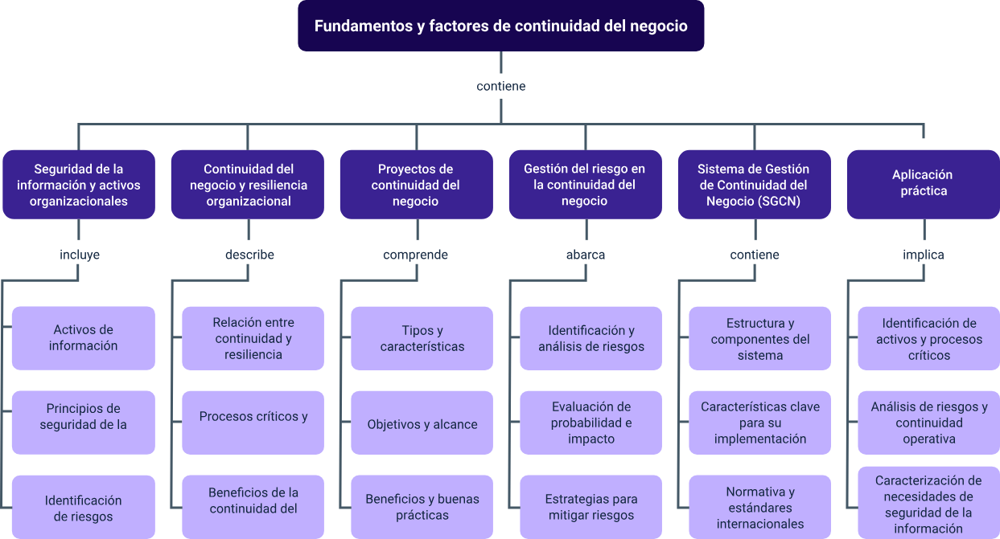 Fundamentos y factores de continuidad del negocio
contiene
Seguridad de la
información y activos
organizacionales
incluye
Activos de
información
Principios de
seguridad de la
Identificación
de riesgos
Continuidad del
negocio y resiliencia
organizacional
describe
Relación entre
continuidad y
resiliencia
Procesos críticos y
Beneficios de la
continuidad del
Proyectos de
continuidad del
negocio
comprende
Tipos y
características
Objetivos y alcance
Beneficios y buenas
prácticas
Gestión del riesgo en
la continuidad del
negocio
abarca
Identificación y
análisis de riesgos
Evaluación de
probabilidad e
impacto
Estrategias para
mitigar riesgos
Sistema de Gestión
de Continuidad del
Negocio (SGCN)
contiene
Estructura y
componentes del
sistema
Características clave
para su
implementación
Normativa y
estándares
internacionales
Aplicación
práctica
implica
Identificación de
activos y procesos
críticos
Análisis de riesgos y
continuidad
operativa
Caracterización de
necesidades de
seguridad de la
información